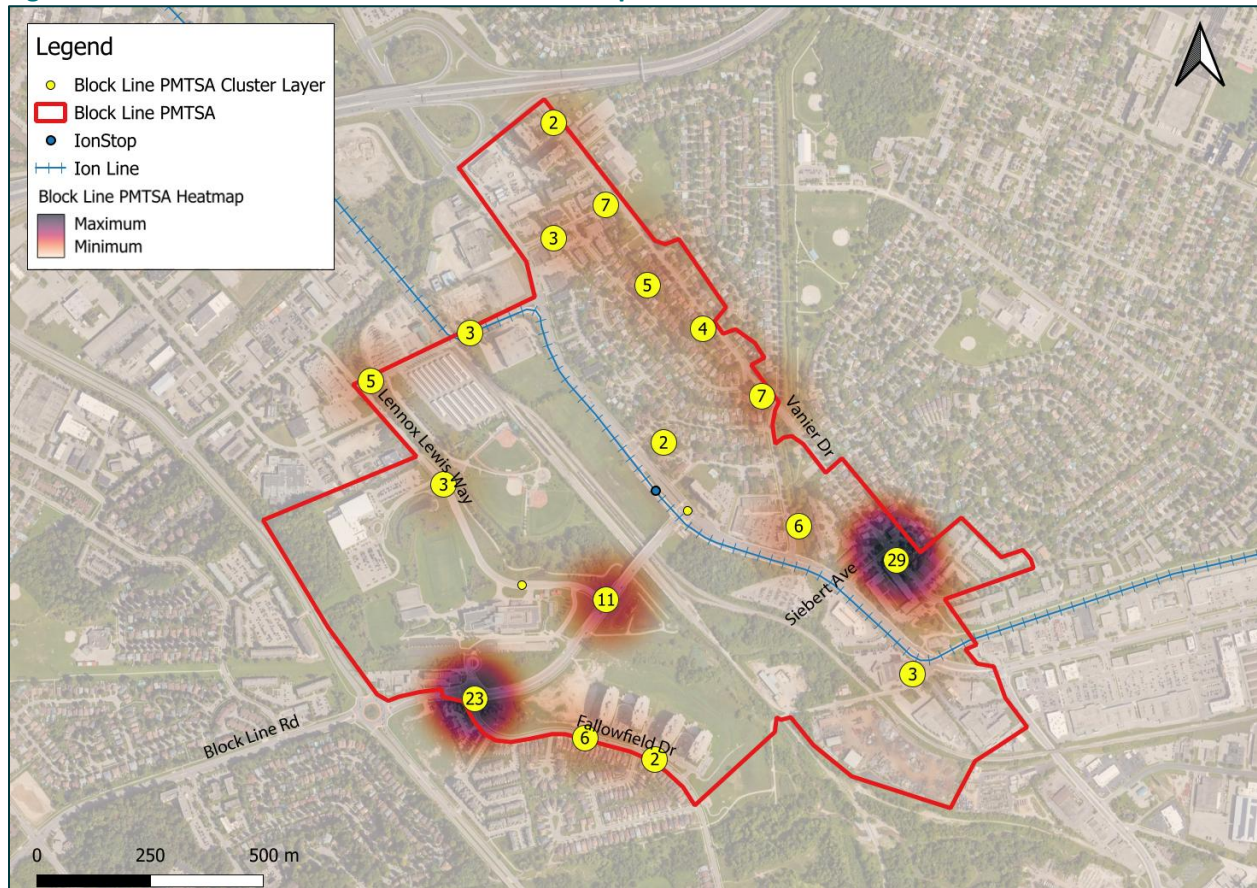 Legend
Block Line PMTSA Cluster Layer
Block Line PMTSA
IonStop
Ion Line
Block Line PMTSA Heatmap
Maximum
Minimum
2
7
3
5
4
3
5
7
Vanier Dr
Lennox Lewis Way
2
3
6
29
Siebert Ave
11
3
23
Block Line Rd
6
Fallowfield Dr
2
0 250 500 m